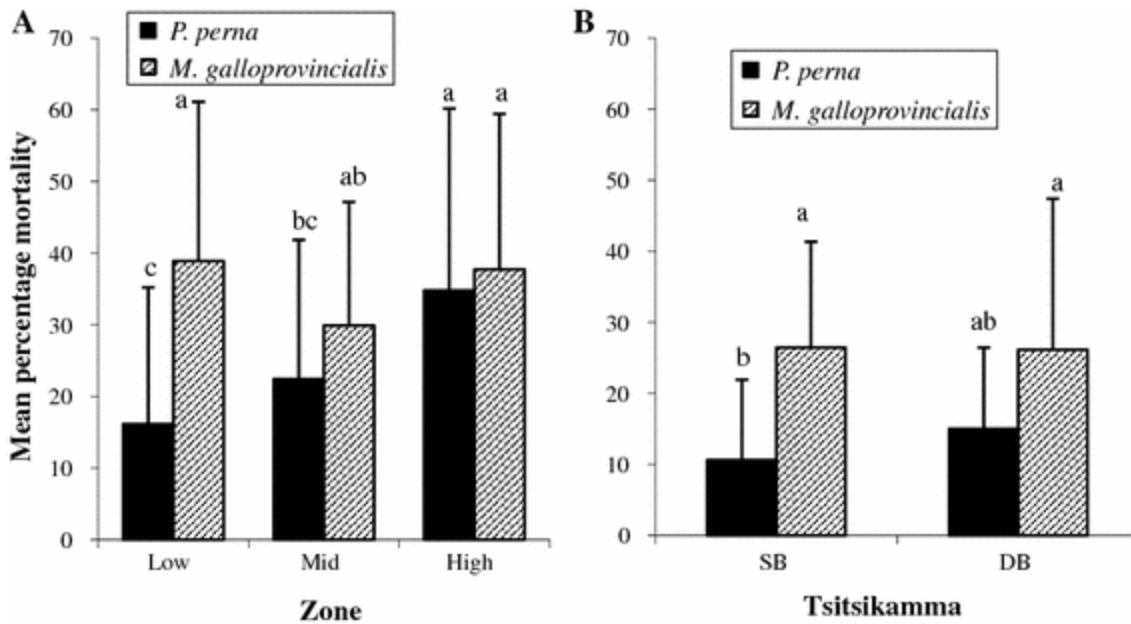 A
P. perna
M. galloprovincialis
Mean percentage mortality
70
60
50
40
30
20
10
0
c
a
bc
ab
a
a
Low
Mid
High
Zone
B
P. perna
M. galloprovincialis
70
60
50
40
30
20
10
0
b
a
ab
a
SB
DB
Tsitsikamma